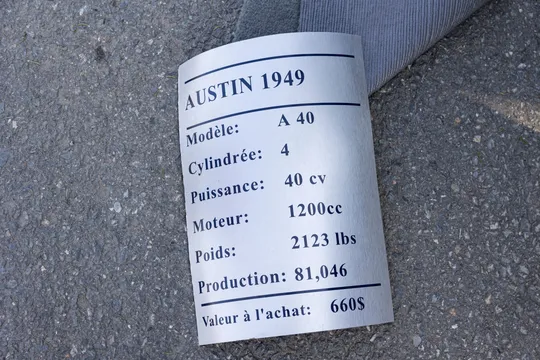 AUSTIN 1949
Modèle: A 40
Cylindrée: 4
Puissance: 40 cv
Moteur: 1200cc
Poids: 2123 lbs
Production: 81,046
Valeur à l'achat: 660$